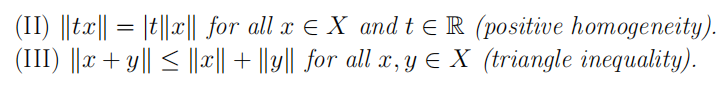 (II) ‖tx‖ = |t|‖x‖ for all x ∈ X and t ∈ ℝ (positive homogeneity).
(III) ‖x + y‖ ≤ ‖x‖ + ‖y‖ for all x, y ∈ X (triangle inequality).